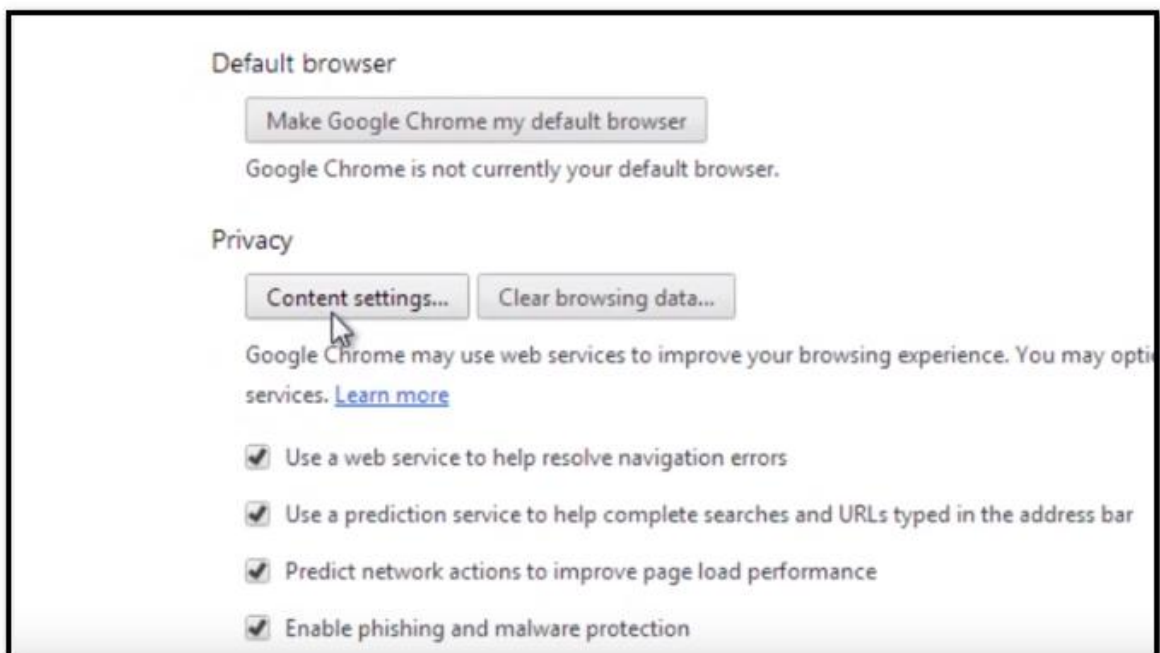 Default browser
Make Google Chrome my default browser
Google Chrome is not currently your default browser.
Privacy
Content settings... Clear browsing data...
Google Chrome may use web services to improve your browsing experience. You may opti
services. Learn more
Use a web service to help resolve navigation errors
Use a prediction service to help complete searches and URLs typed in the address bar
Predict network actions to improve page load performance
Enable phishing and malware protection